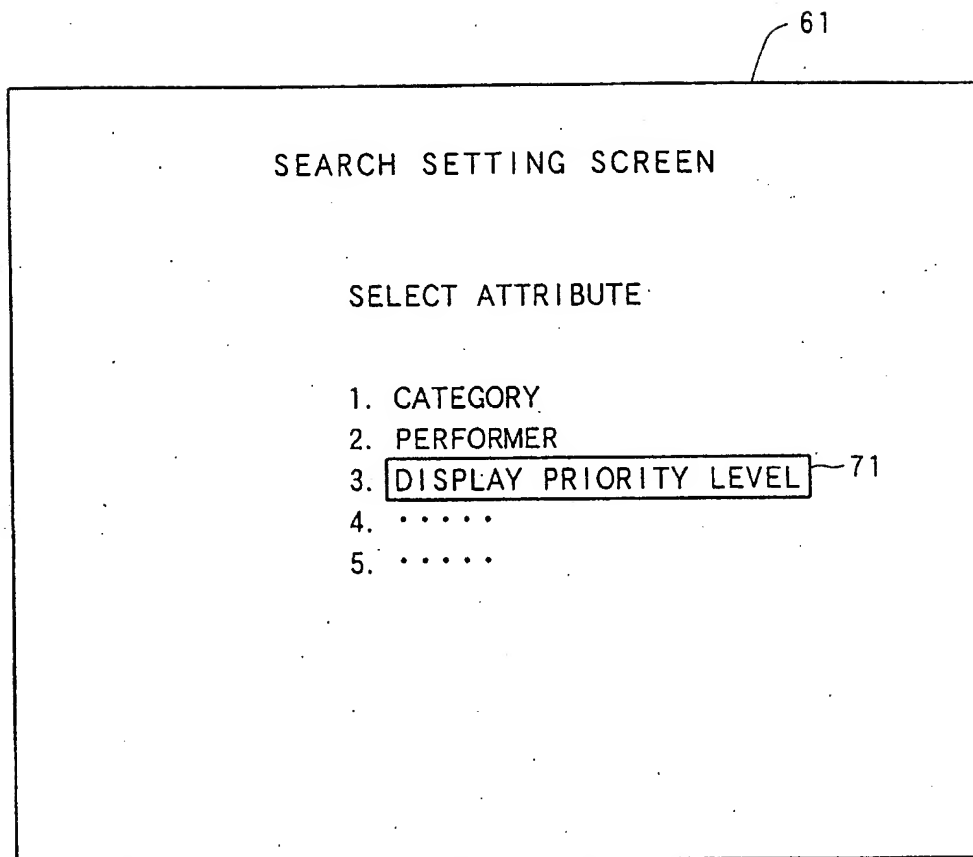 61
SEARCH SETTING SCREEN
SELECT ATTRIBUTE
1. CATEGORY
2. PERFORMER
3. DISPLAY PRIORITY LEVEL 71
4. ·····
5. ·····